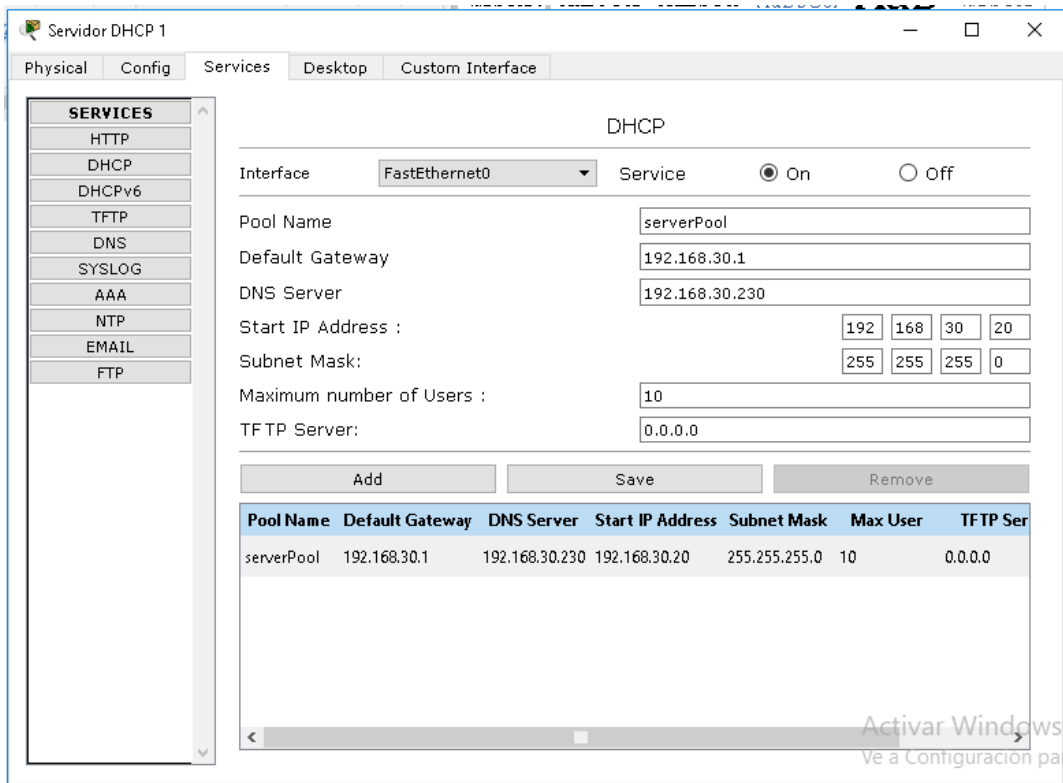 Servidor DHCP 1
Physical Config Services Desktop Custom Interface
SERVICES
HTTP
DHCP
DHCPv6
TFTP
DNS
SYSLOG
AAA
NTP
EMAIL
FTP
DHCP
Interface FastEthernet0 Service On Off
Pool Name serverPool
Default Gateway 192.168.30.1
DNS Server 192.168.30.230
Start IP Address : 192 168 30 20
Subnet Mask: 255 255 255 0
Maximum number of Users : 10
TFTP Server: 0.0.0.0
Add Save Remove
Pool Name Default Gateway DNS Server Start IP Address Subnet Mask Max User TFTP Ser
serverPool 192.168.30.1 192.168.30.230 192.168.30.20 255.255.255.0 10 0.0.0.0
Activar Windows
Ve a Configuración pa